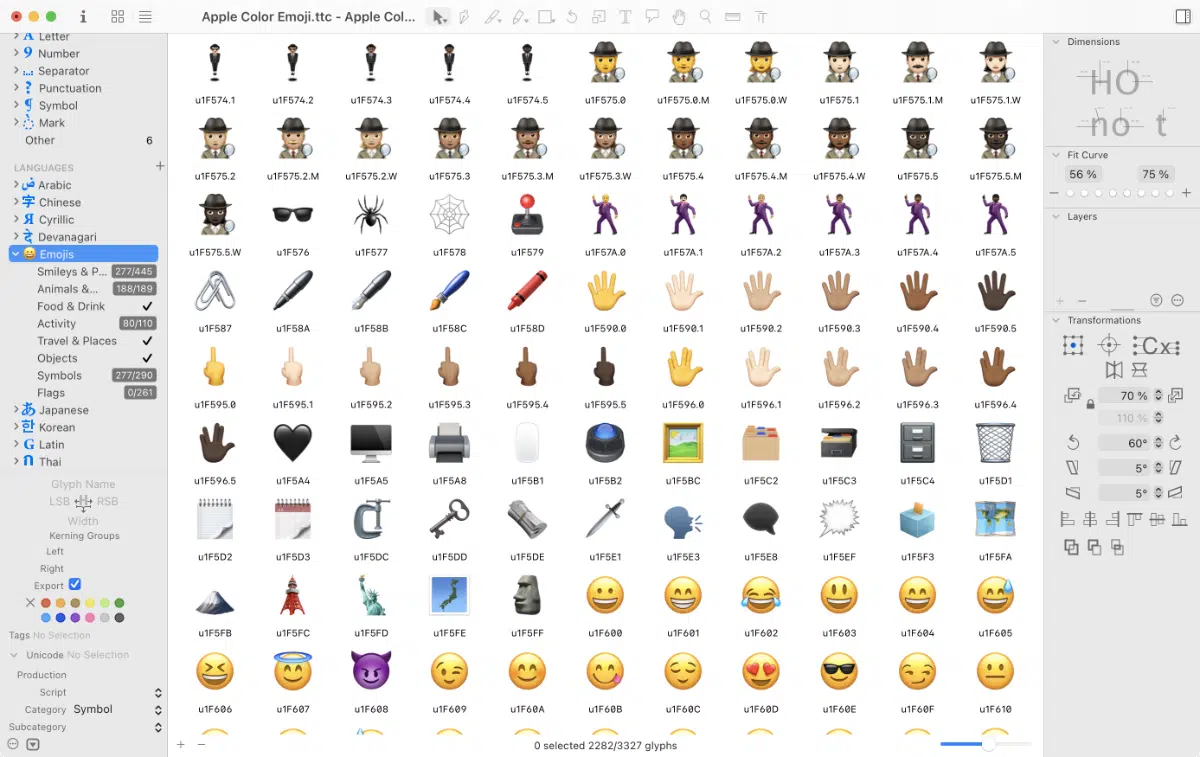 Apple Color Emoji.ttc - Apple Col...
Letter
Number
Separator
Punctuation
Symbol
Mark
Other 6
LANGUAGES
Arabic
Chinese
Cyrillic
Devanagari
Emojis
Smileys & P... 277/445
Animals &... 188/189
Food & Drink
Activity 80/110
Travel & Places
Objects
Symbols 277/290
Flags 0/261
Japanese
Korean
Latin
Thai
Glyph Name
LSB RSB
Width
Kerning Groups
Left
Right
Export
Tags No Selection
Unicode No Selection
Production
Script
Category Symbol
Subcategory
u1F574.1 u1F574.2 u1F574.3 u1F574.4 u1F574.5 u1F575.0 u1F575.0.M u1F575.0.W u1F575.1 u1F575.1.M u1F575.1.W
u1F575.2 u1F575.2.M u1F575.2.W u1F575.3 u1F575.3.M u1F575.3.W u1F575.4 u1F575.4.M u1F575.4.W u1F575.5 u1F575.5.M
u1F575.5.W u1F576 u1F577 u1F578 u1F579 u1F57A.0 u1F57A.1 u1F57A.2 u1F57A.3 u1F57A.4 u1F57A.5
u1F587 u1F58A u1F58B u1F58C u1F58D u1F590.0 u1F590.1 u1F590.2 u1F590.3 u1F590.4 u1F590.5
u1F595.0 u1F595.1 u1F595.2 u1F595.3 u1F595.4 u1F595.5 u1F596.0 u1F596.1 u1F596.2 u1F596.3 u1F596.4
u1F596.5 u1F5A4 u1F5A5 u1F5A8 u1F5B1 u1F5B2 u1F5BC u1F5C2 u1F5C3 u1F5C4 u1F5D1
u1F5D2 u1F5D3 u1F5DC u1F5DD u1F5DE u1F5E1 u1F5E3 u1F5E8 u1F5EF u1F5F3 u1F5FA
u1F5FB u1F5FC u1F5FD u1F5FE u1F5FF u1F600 u1F601 u1F602 u1F603 u1F604 u1F605
u1F606 u1F607 u1F608 u1F609 u1F60A u1F60B u1F60C u1F60D u1F60E u1F60F u1F610
0 selected 2282/3327 glyphs
Dimensions
HO
n t
Fit Curve
56 % 75 %
Layers
Transformations
Cx
70 %
110 %
60°
5°
5°